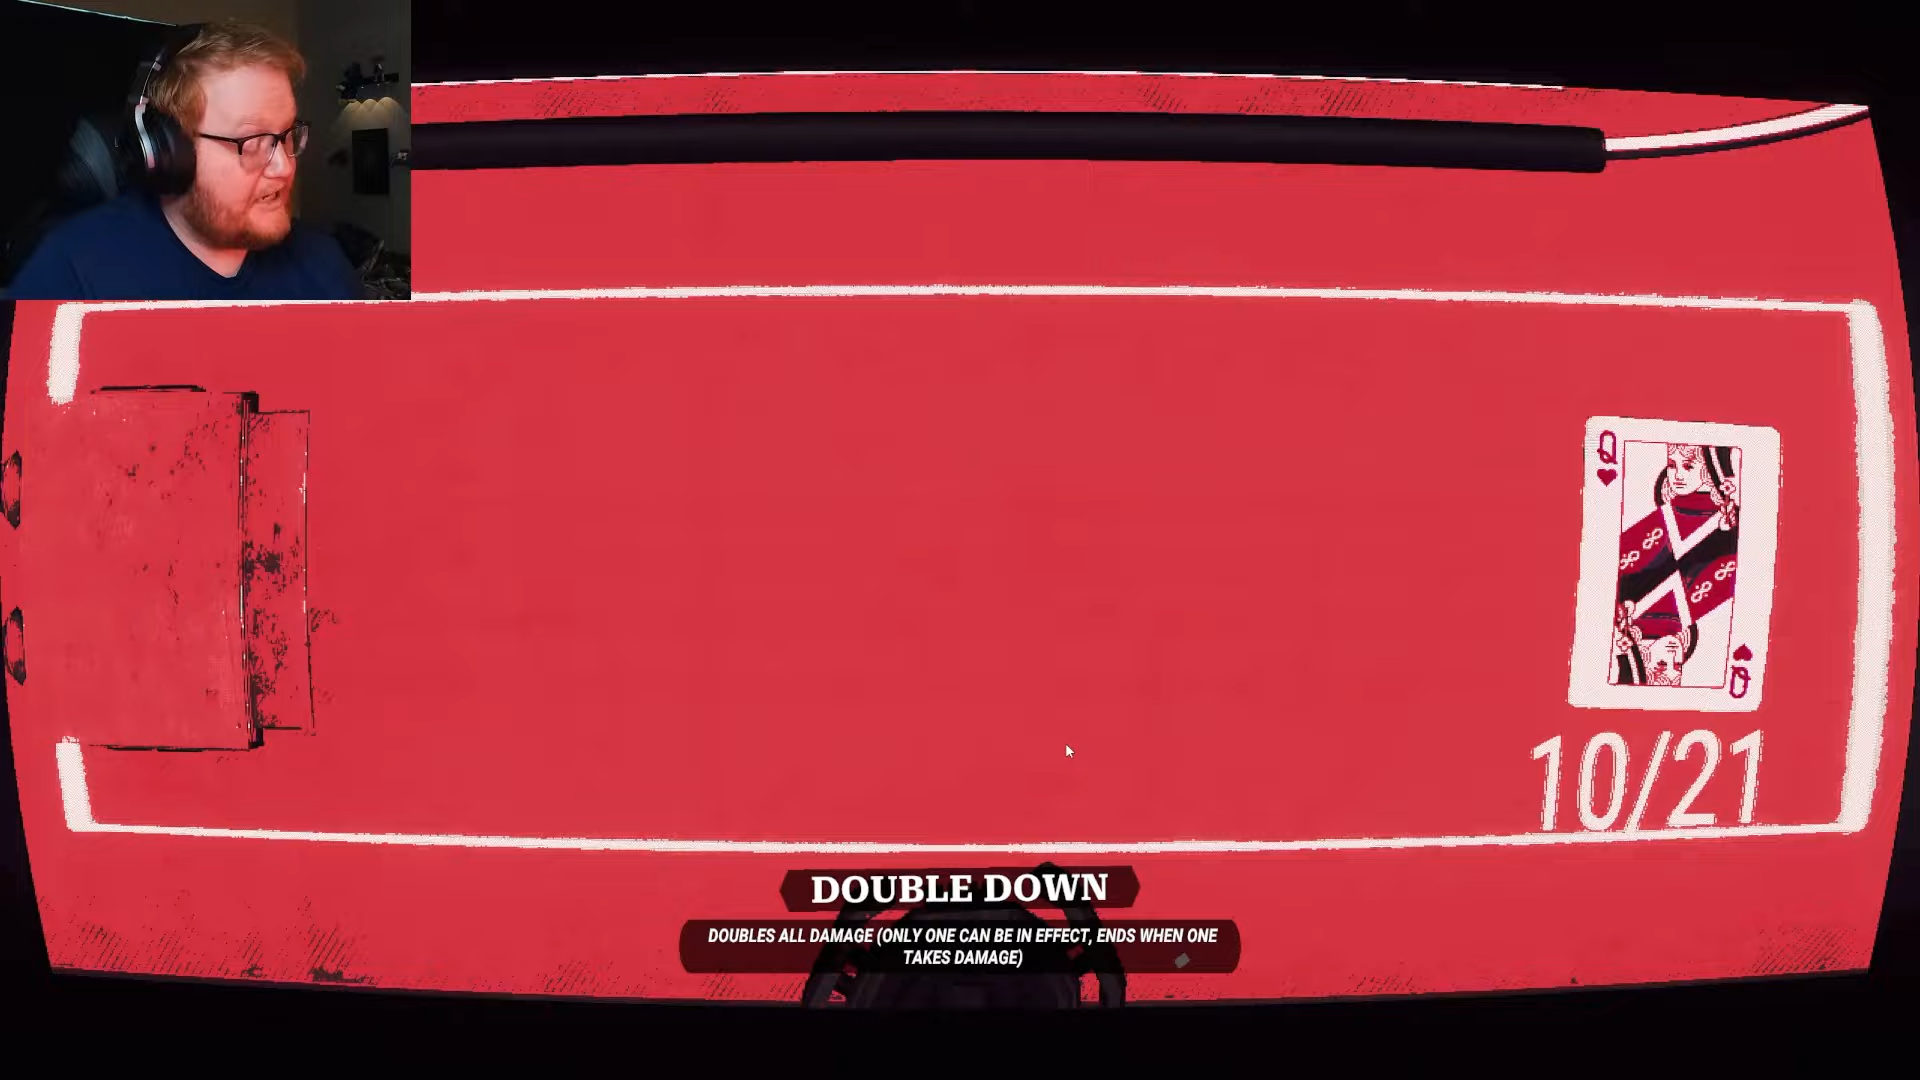 Q
Q
10/21
DOUBLE DOWN
DOUBLES ALL DAMAGE (ONLY ONE CAN BE IN EFFECT, ENDS WHEN ONE
TAKES DAMAGE)